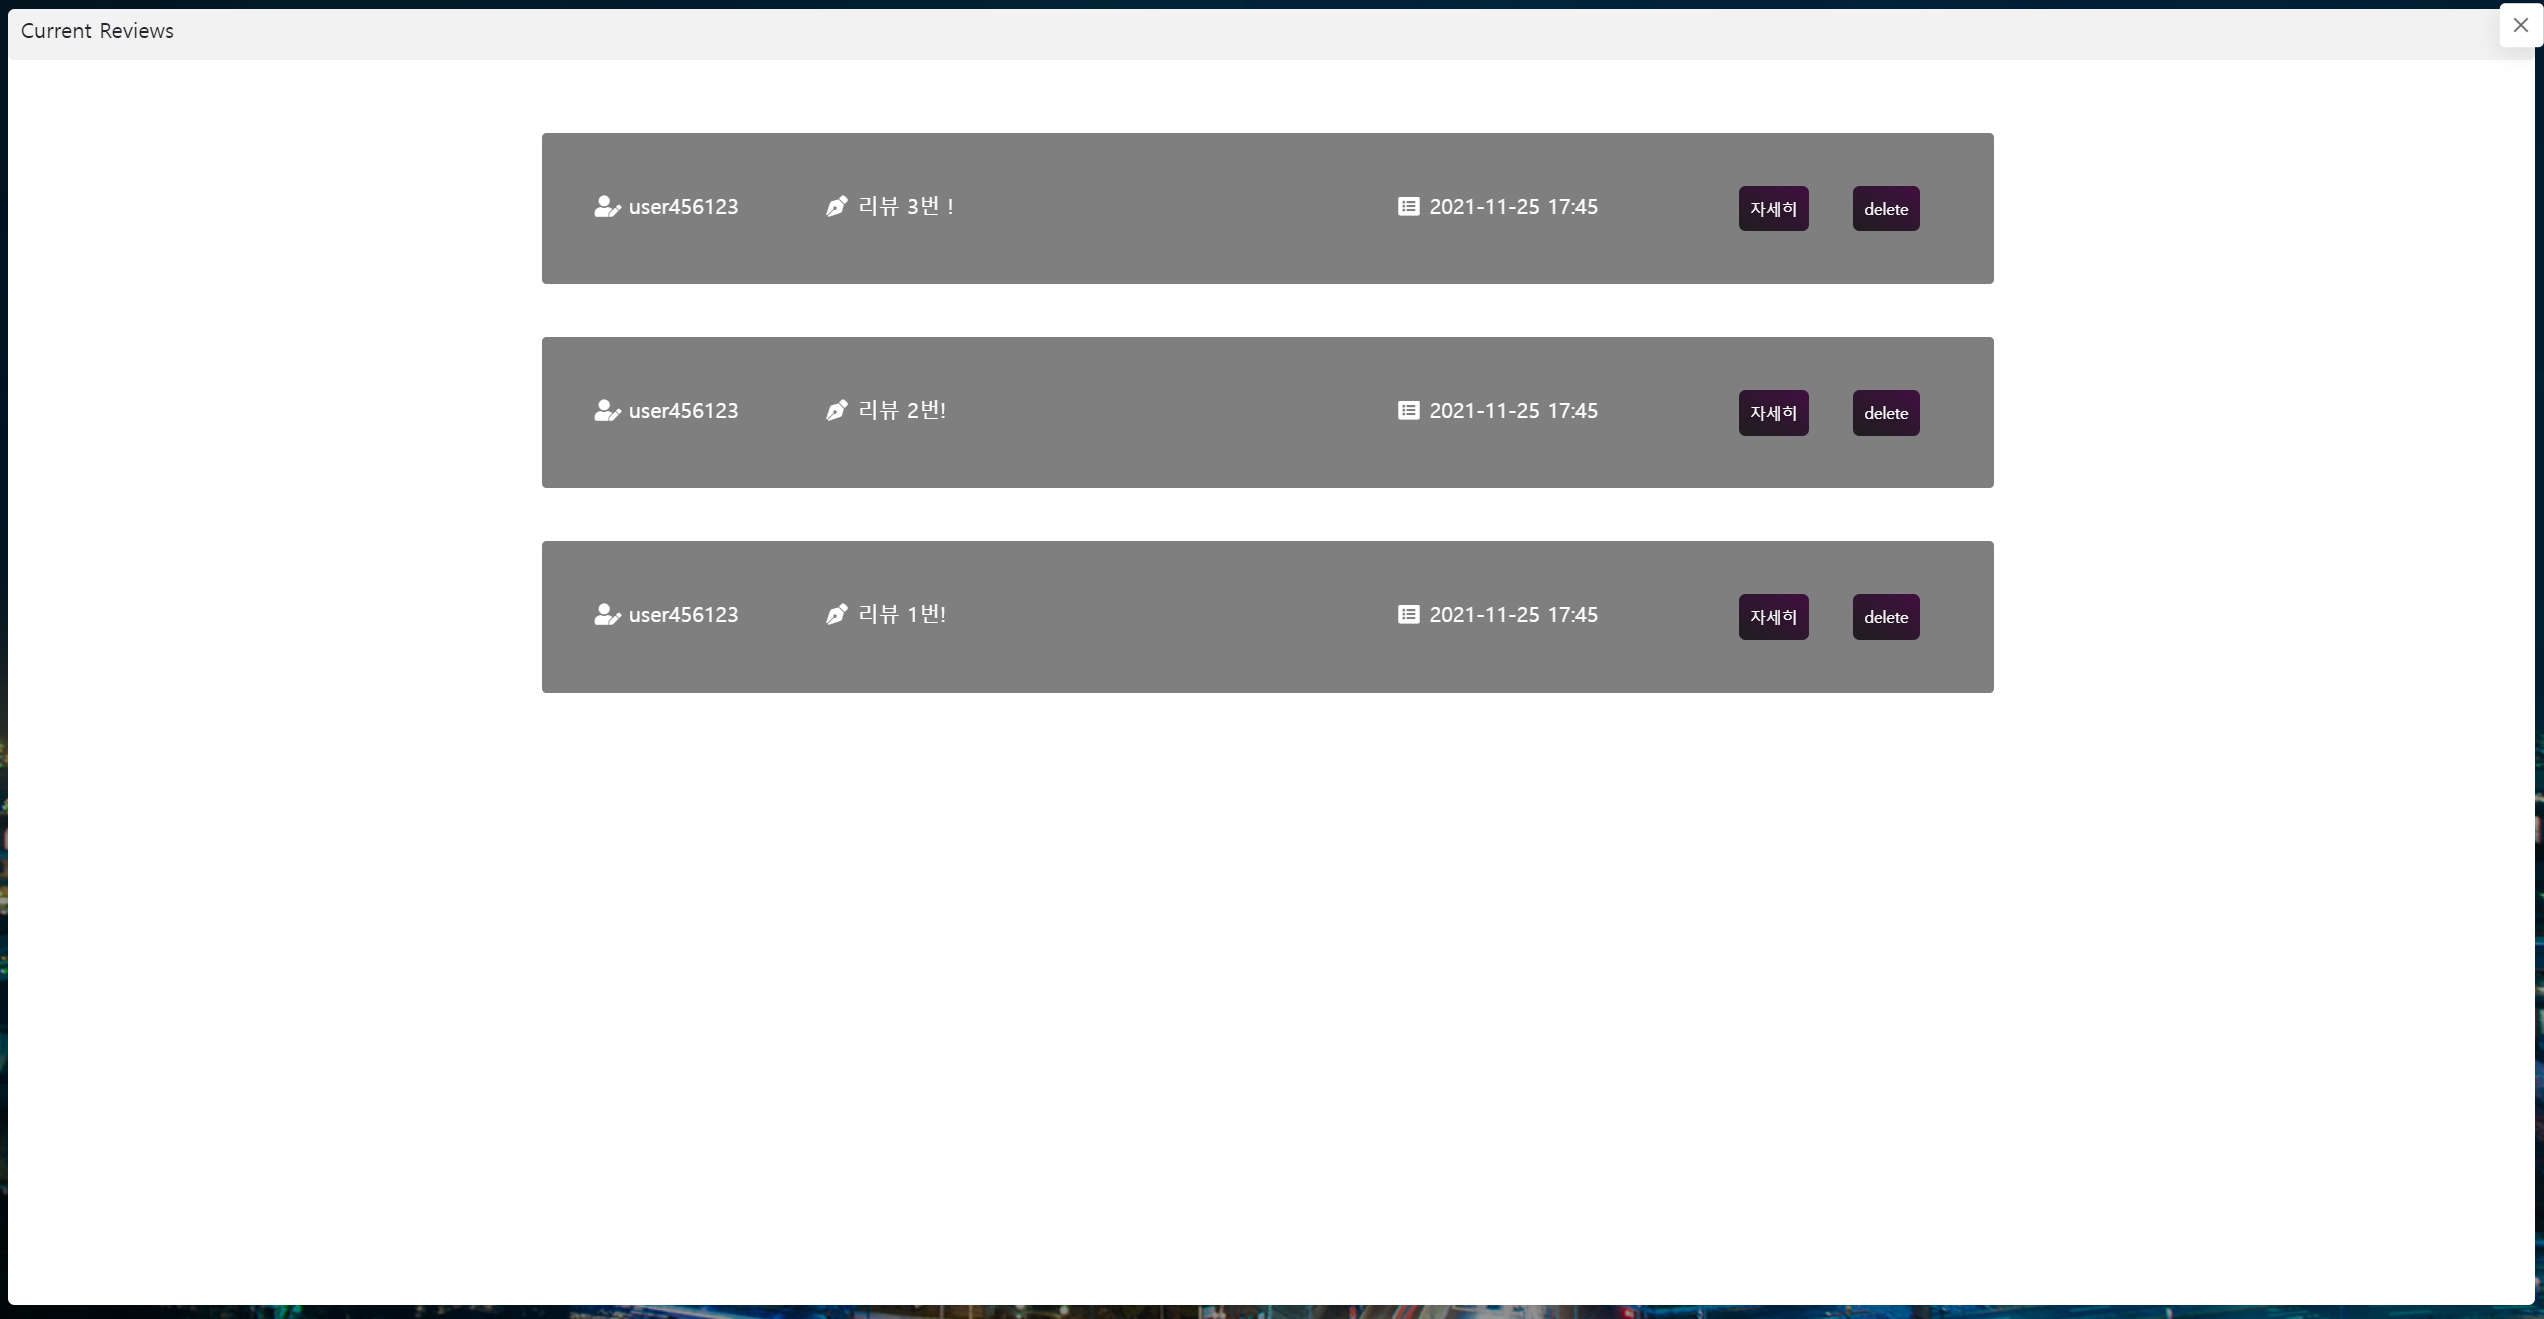 Current Reviews
user456123 리뷰 3번 ! 2021-11-25 17:45 자세히 delete
user456123 리뷰 2번! 2021-11-25 17:45 자세히 delete
user456123 리뷰 1번! 2021-11-25 17:45 자세히 delete